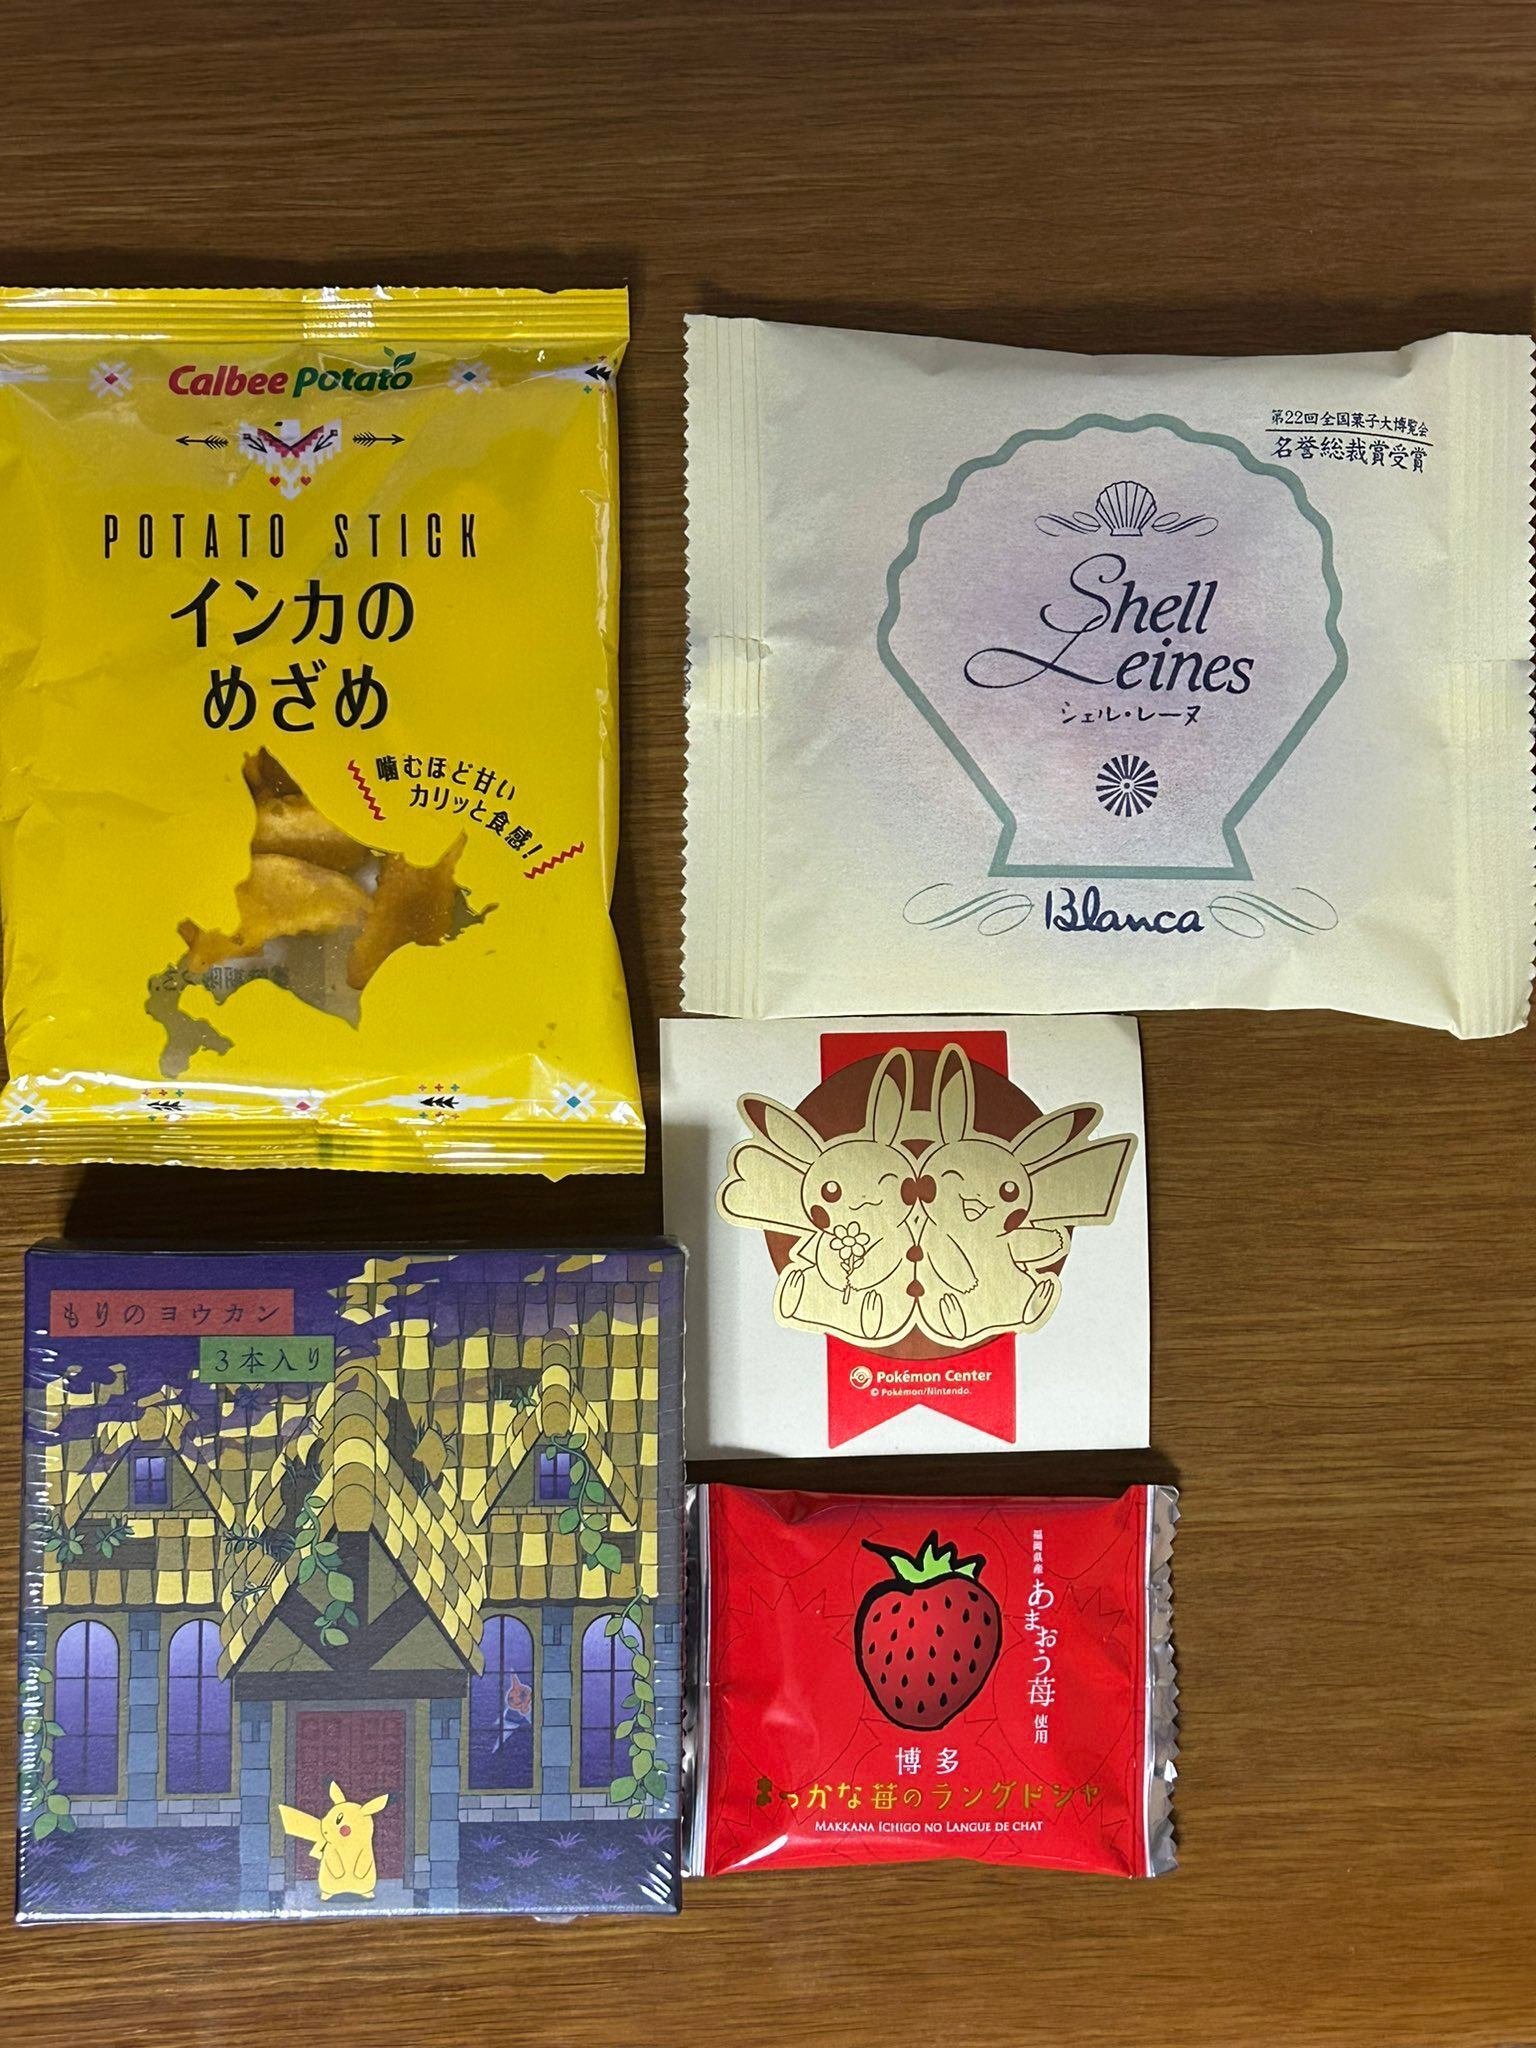 Calbee Potato
POTATO STICK
インカの
めざめ
噛むほど甘い
カリッと食感!
第22回全国菓子大博覧会
名誉総裁賞受賞
Shell
Leines
シェル・レーヌ
Blanca
もりのヨウカン
3本入り
Pokémon Center
© Pokémon/Nintendo.
福岡県産
あまおう苺
使用
博多
まっかな苺のラングドシャ
MAKKANA ICHIGO NO LANGUE DE CHAT